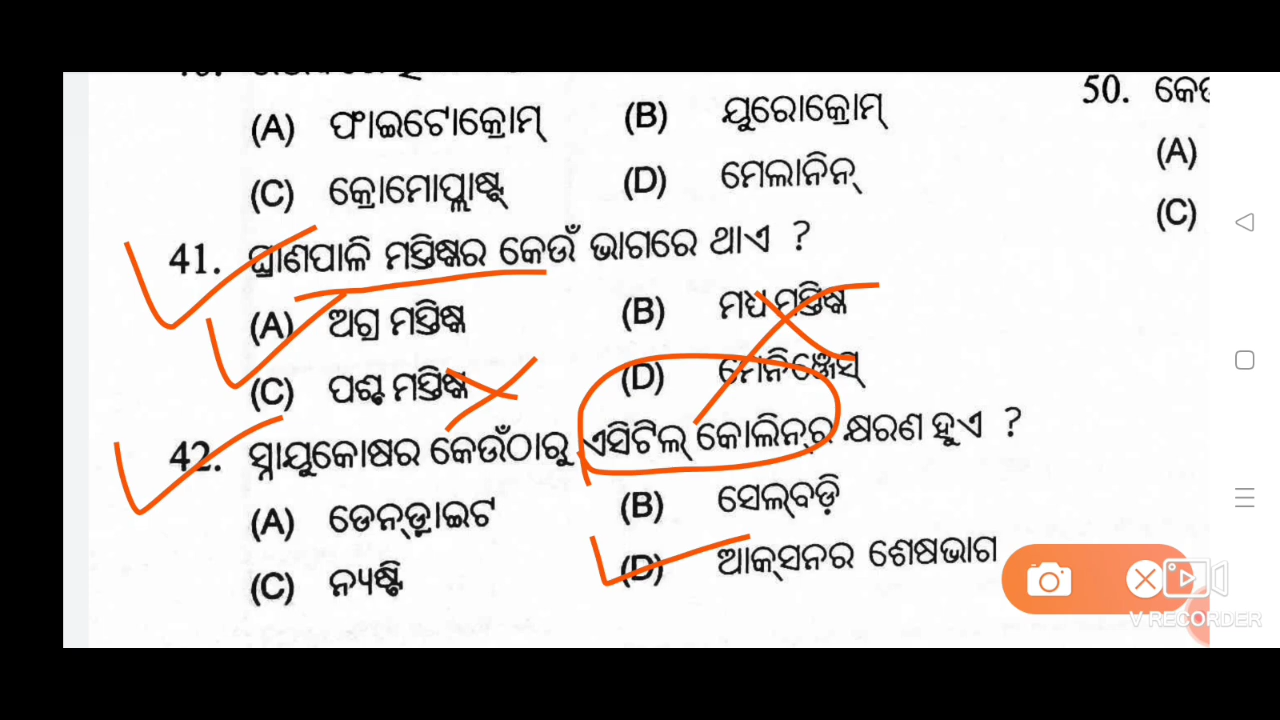 (A) ଫାଇଟୋକ୍ରୋମ୍ (B) ୟୁରୋକ୍ରୋମ୍
50. 
(C) କ୍ରୋମୋପ୍ଲାଷ୍ଟ୍ (D) ମେଲାନିନ୍
(A)
(C)
41. ଘ୍ରାଣପାଳି ମସ୍ତିଷ୍କର କେଉଁ ଭାଗରେ ଥାଏ ?
(A) ଅଗ୍ର ମସ୍ତିଷ୍କ (B) ମଧ୍ୟ ମସ୍ତିଷ୍କ
(C) ପଶ୍ଚ ମସ୍ତିଷ୍କ (D) ମେନିଞ୍ଜେସ୍
42. ସ୍ନାୟୁକୋଷର କେଉଁଠାରୁ ଏସିଟିଲ୍ କୋଲିନ୍‌ର କ୍ଷରଣ ହୁଏ ?
(A) ଡେନ୍‌ଡ୍ରାଇଟ (B) ସେଲ୍‌ବଡ଼ି
(C) ନ୍ୟଷ୍ଟି (D) ଆକ୍‌ସନର ଶେଷଭାଗ
V RECORDER